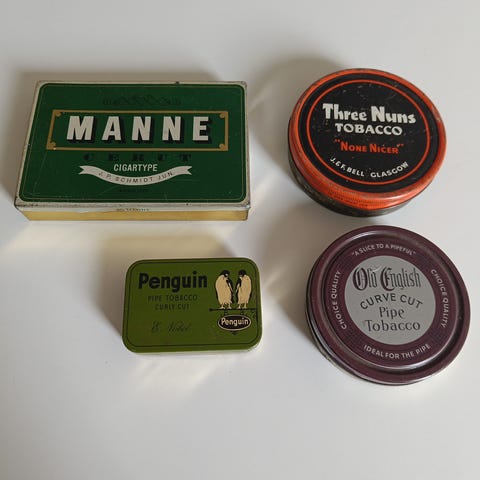 MANNE
CERUT
CIGARTYPE
J. P. SCHMIDT JUN.
Three Nuns
TOBACCO
"NONE NICER"
J.&F. BELL GLASGOW
Penguin
PIPE TOBACCO
CURLY CUT
Penguin
"A SLICE TO A PIPEFUL"
CHOICE QUALITY
Old English
CURVE CUT
Pipe
Tobacco
CHOICE QUALITY
IDEAL FOR THE PIPE